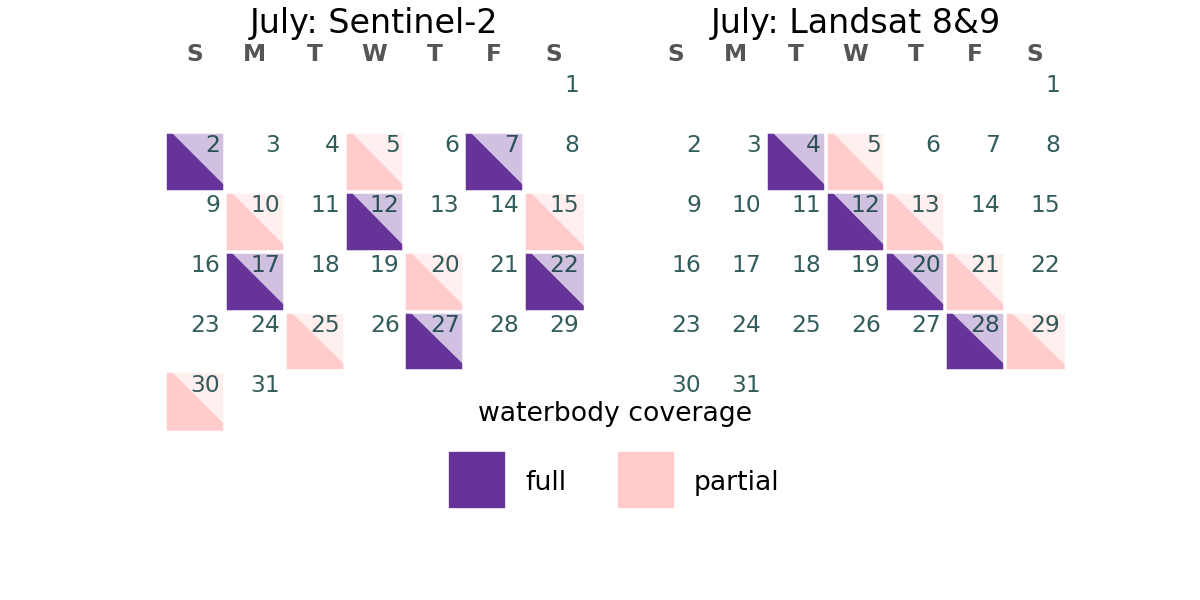 July: Sentinel-2
S M T W T F S
1
2 3 4 5 6 7 8
9 10 11 12 13 14 15
16 17 18 19 20 21 22
23 24 25 26 27 28 29
30 31
July: Landsat 8&9
S M T W T F S
1
2 3 4 5 6 7 8
9 10 11 12 13 14 15
16 17 18 19 20 21 22
23 24 25 26 27 28 29
30 31
waterbody coverage
full partial